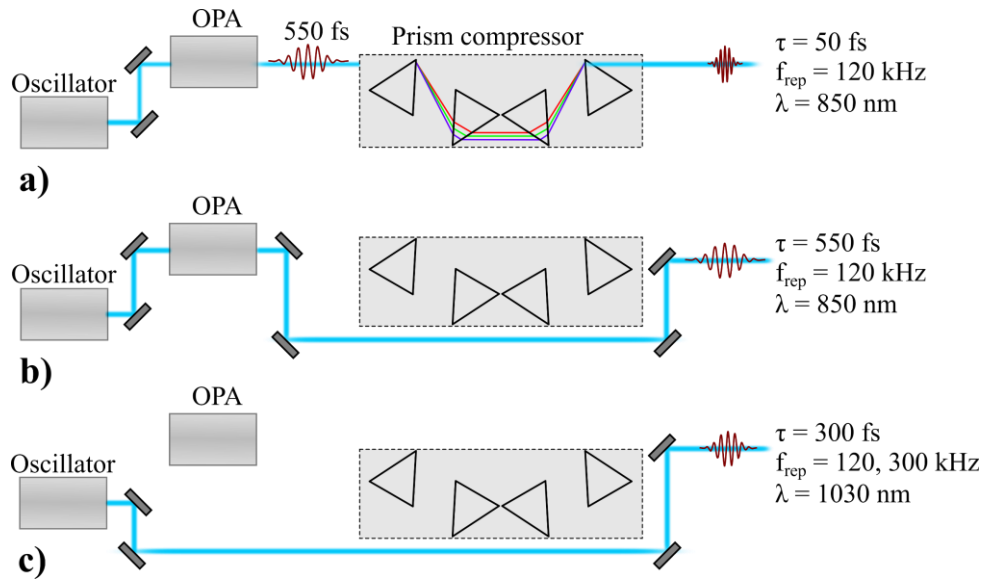 OPA
550 fs
Prism compressor
Oscillator
τ = 50 fs
f_rep = 120 kHz
λ = 850 nm
a)
OPA
Oscillator
τ = 550 fs
f_rep = 120 kHz
λ = 850 nm
b)
OPA
Oscillator
τ = 300 fs
f_rep = 120, 300 kHz
λ = 1030 nm
c)